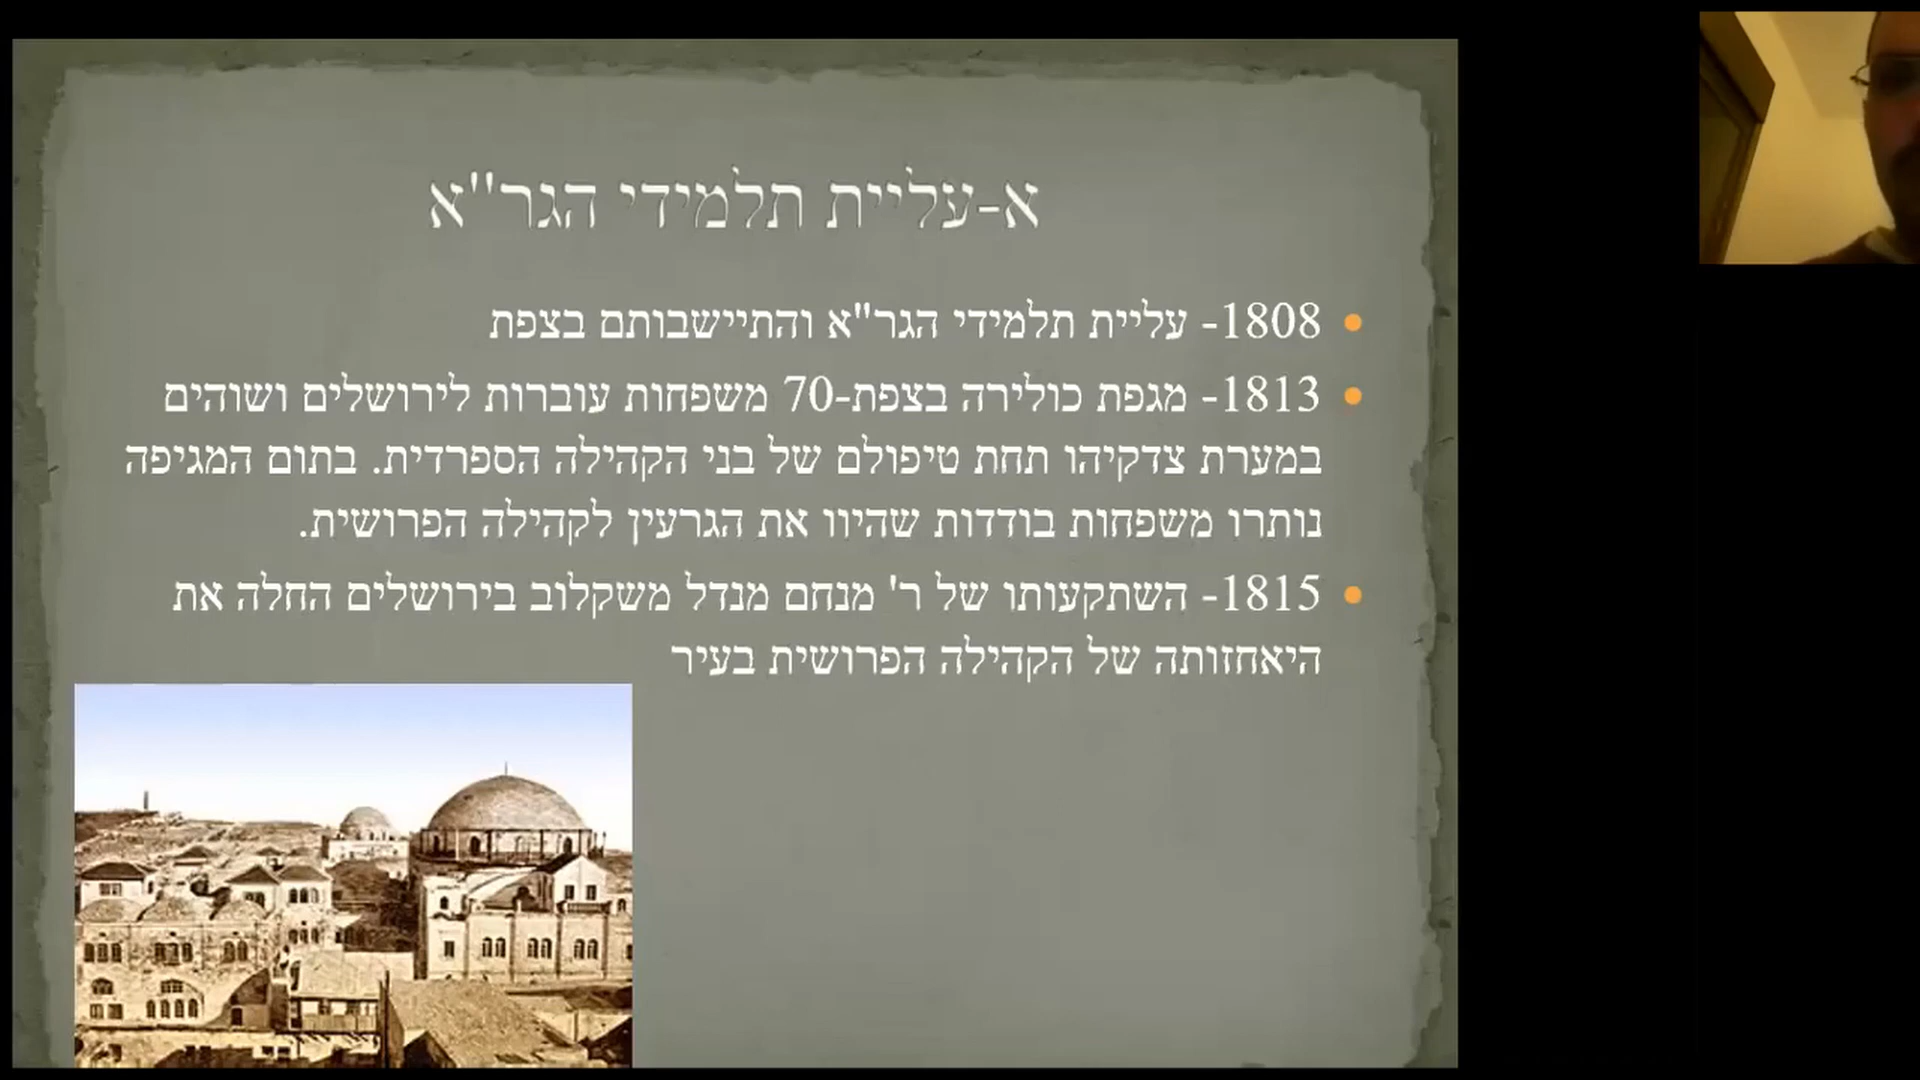 א-עליית תלמידי הגר"א
1808- עליית תלמידי הגר"א והתיישבותם בצפת
1813- מגפת כולירה בצפת-70 משפחות עוברות לירושלים ושוהים
במערת צדקיהו תחת טיפולם של בני הקהילה הספרדית. בתום המגיפה
נותרו משפחות בודדות שהיוו את הגרעין לקהילה הפרושית.
1815- השתקעותו של ר' מנחם מנדל משקלוב בירושלים החלה את
היאחזותה של הקהילה הפרושית בעיר